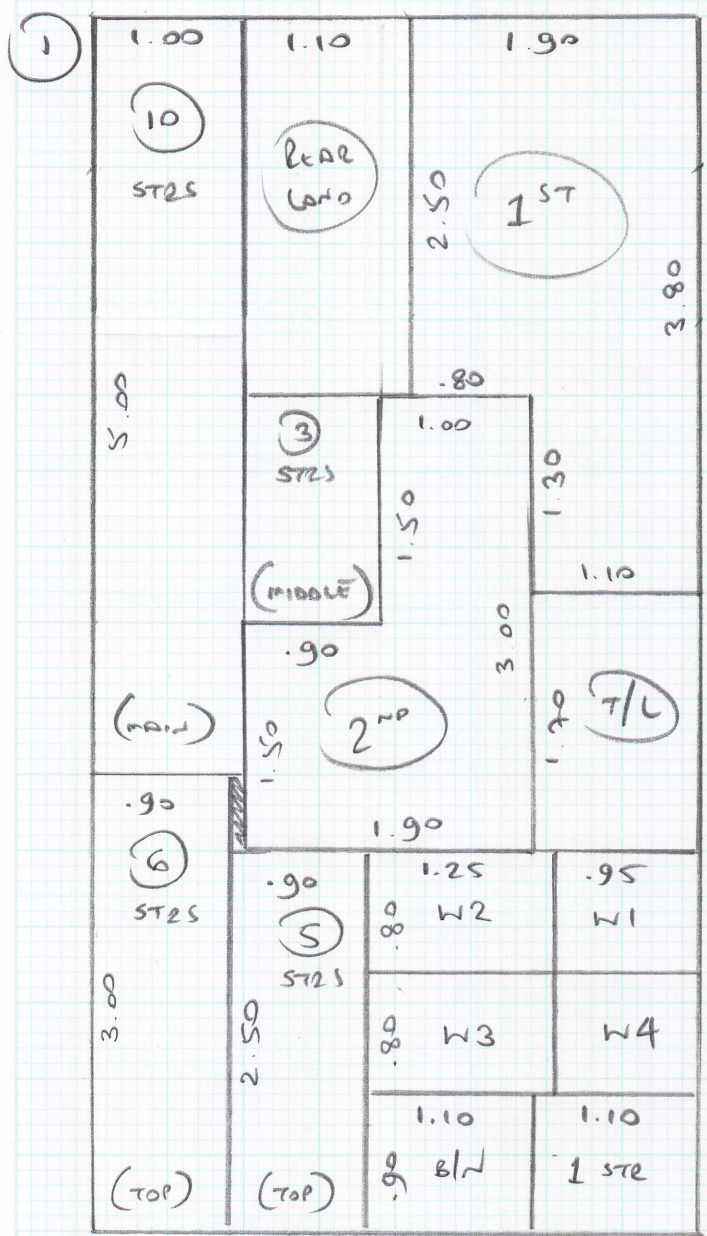 1
1.00
1.10
1.90
10
STRS
REAR
LAND
2.50
1ST
3.80
.80
5.00
3
STRS
1.00
1.50
1.30
(MIDDLE)
1.10
.90
3.00
(MAIN)
1.50
2ND
1.70
T/L
.90
1.90
6
STRS
.90
1.25
.95
5
STRS
.80
W2
W1
3.00
2.50
.80
W3
W4
1.10
1.10
(TOP)
(TOP)
.90
B/N
1 STR